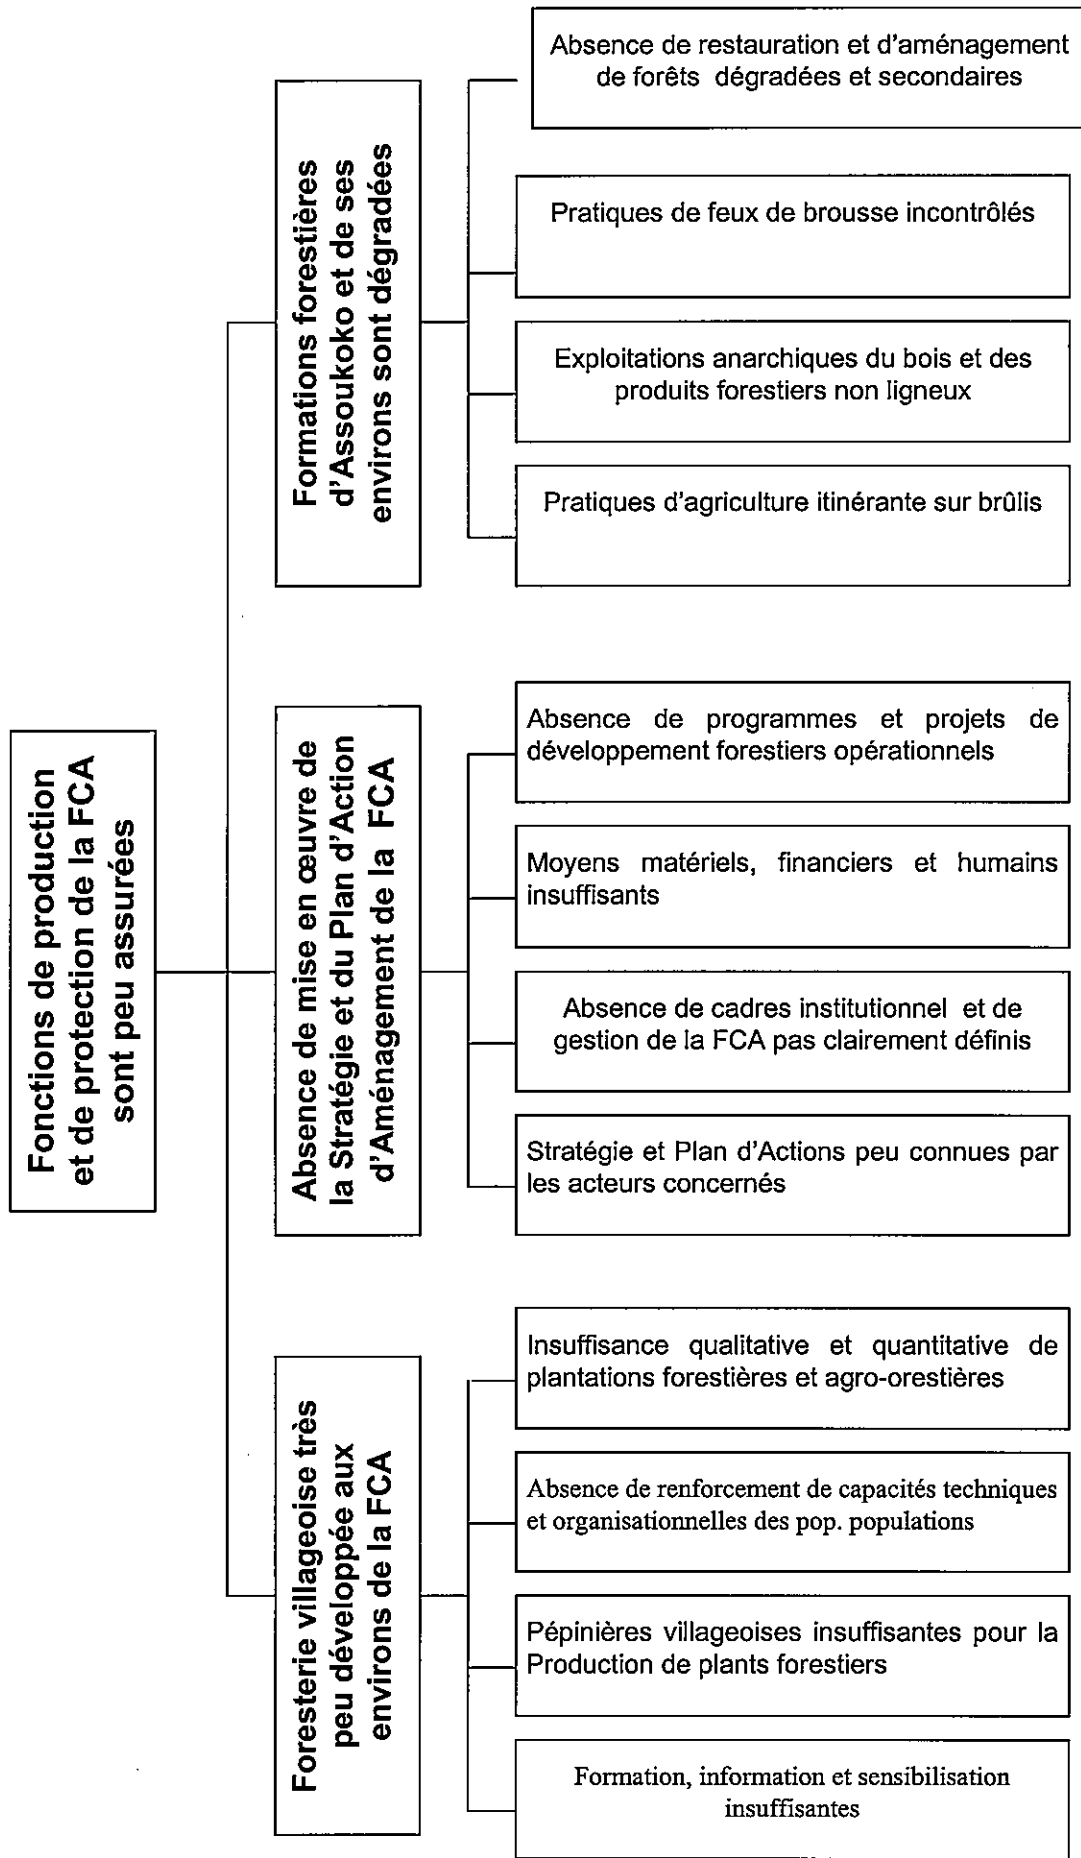 Fonctions de production
et de protection de la FCA
sont peu assurées
Formations forestières
d'Assoukoko et de ses
environs sont dégradées
Absence de restauration et d'aménagement
de forêts dégradées et secondaires
Pratiques de feux de brousse incontrôlés
Exploitations anarchiques du bois et des
produits forestiers non ligneux
Pratiques d'agriculture itinérante sur brûlis
Absence de mise en œuvre de
la Stratégie et du Plan d'Action
d'Aménagement de la FCA
Absence de programmes et projets de
développement forestiers opérationnels
Moyens matériels, financiers et humains
insuffisants
Absence de cadres institutionnel et de
gestion de la FCA pas clairement définis
Stratégie et Plan d'Actions peu connues par
les acteurs concernés
Foresterie villageoise très
peu développée aux
environs de la FCA
Insuffisance qualitative et quantitative de
plantations forestières et agro-orestières
Absence de renforcement de capacités techniques
et organisationnelles des pop. populations
Pépinières villageoises insuffisantes pour la
Production de plants forestiers
Formation, information et sensibilisation
insuffisantes